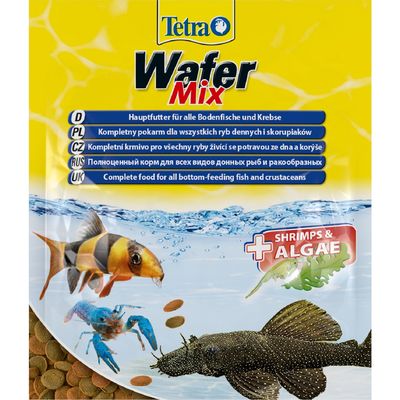 Tetra
Wafer
Mix
D Hauptfutter für alle Bodenfische und Krebse
PL Kompletny pokarm dla wszystkich ryb dennych i skorupiaków
CZ Kompletní krmivo pro všechny ryby živící se potravou ze dna a korýše
RUS Полноценный корм для всех видов донных рыб и ракообразных
UK Complete food for all bottom-feeding fish and crustaceans
+ SHRIMPS &
ALGAE